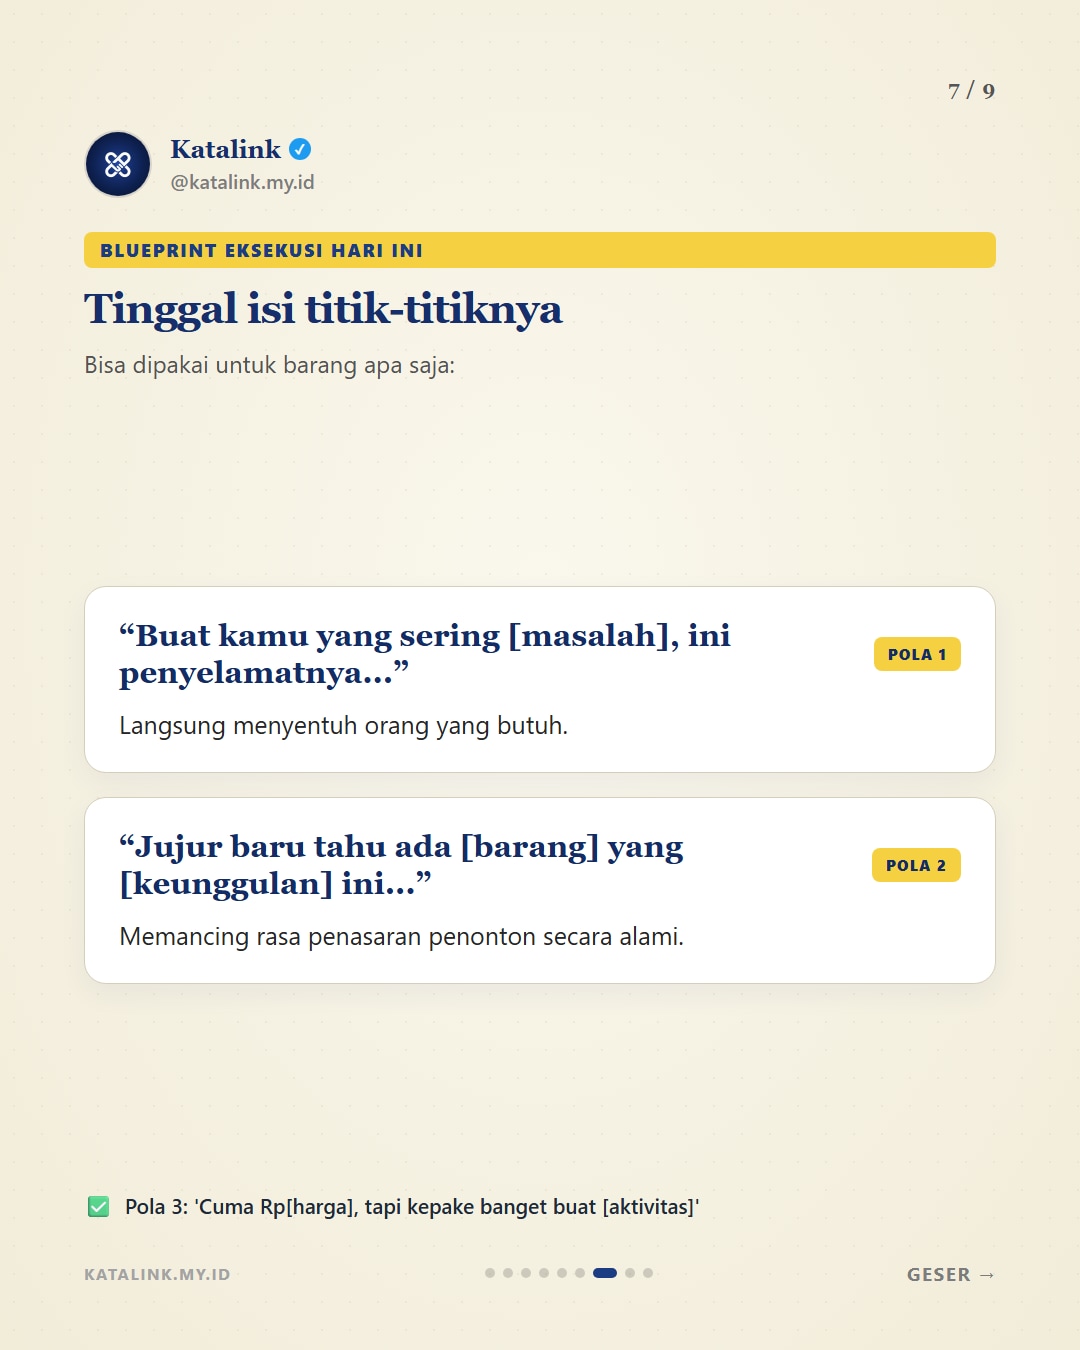 7 / 9
Katalink
@katalink.my.id
BLUEPRINT EKSEKUSI HARI INI
Tinggal isi titik-titiknya
Bisa dipakai untuk barang apa saja:
“Buat kamu yang sering [masalah], ini
penyelamatnya...”
POLA 1
Langsung menyentuh orang yang butuh.
“Jujur baru tahu ada [barang] yang
[keunggulan] ini...”
POLA 2
Memancing rasa penasaran penonton secara alami.
Pola 3: 'Cuma Rp[harga], tapi kepake banget buat [aktivitas]'
KATALINK.MY.ID
GESER →